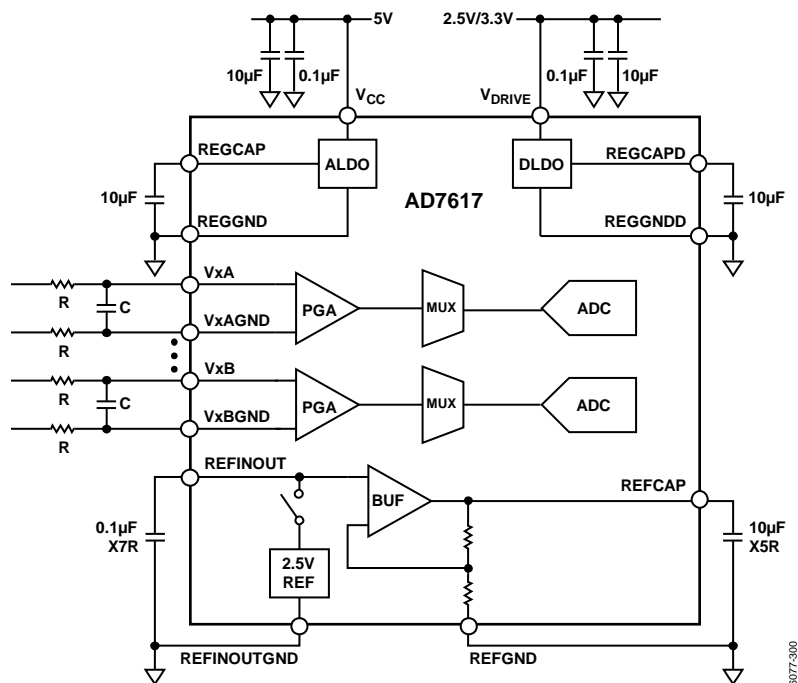 5V
2.5V/3.3V
10µF
0.1µF
0.1µF
10µF
VCC
VDRIVE
REGCAP
ALDO
DLDO
REGCAPD
10µF
AD7617
10µF
REGGND
REGGNDD
VxA
R
C
PGA
MUX
ADC
VxAGND
R
VxB
R
C
PGA
MUX
ADC
VxBGND
R
REFINOUT
REFCAP
BUF
0.1µF
X7R
10µF
X5R
2.5V
REF
REFINOUTGND
REFGND